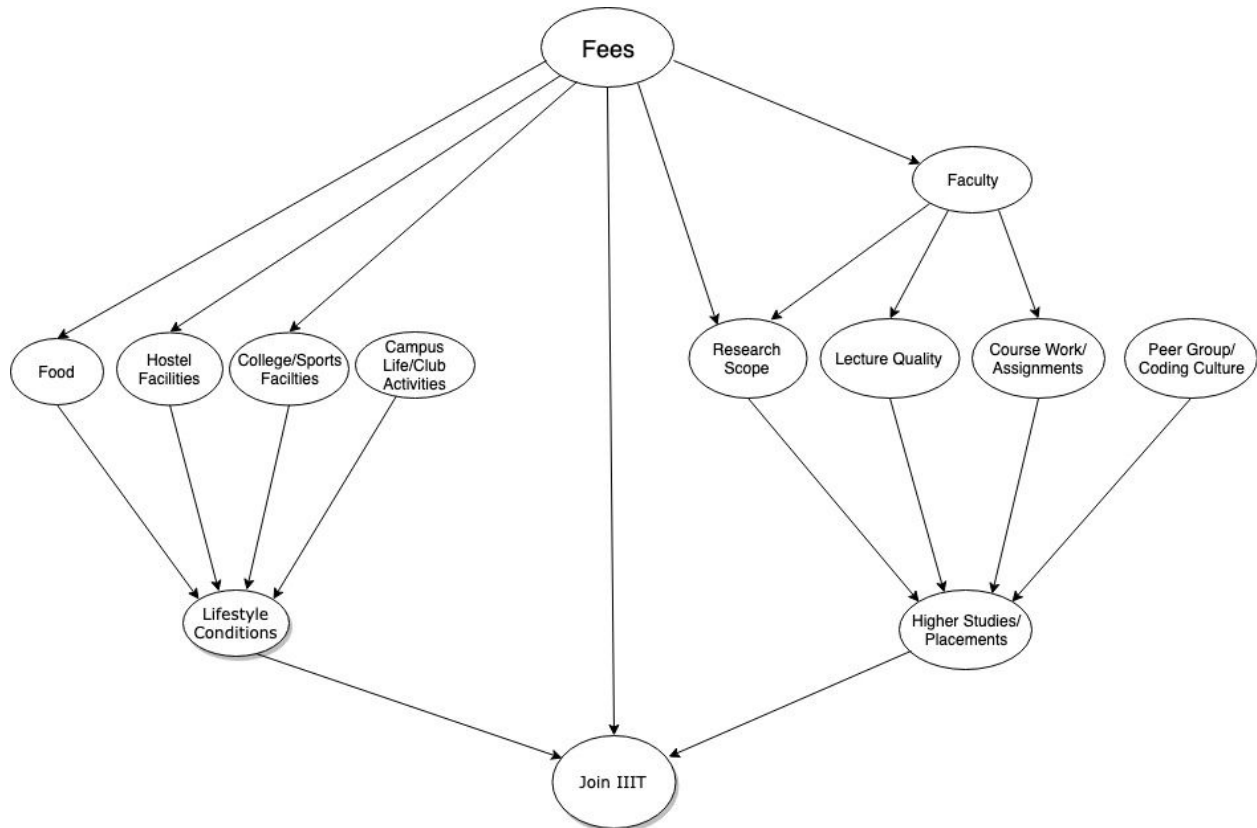 Fees
Faculty
Food
Hostel
Facilities
College/Sports
Facilties
Campus
Life/Club
Activities
Research
Scope
Lecture Quality
Course Work/
Assignments
Peer Group/
Coding Culture
Lifestyle
Conditions
Higher Studies/
Placements
Join IIIT